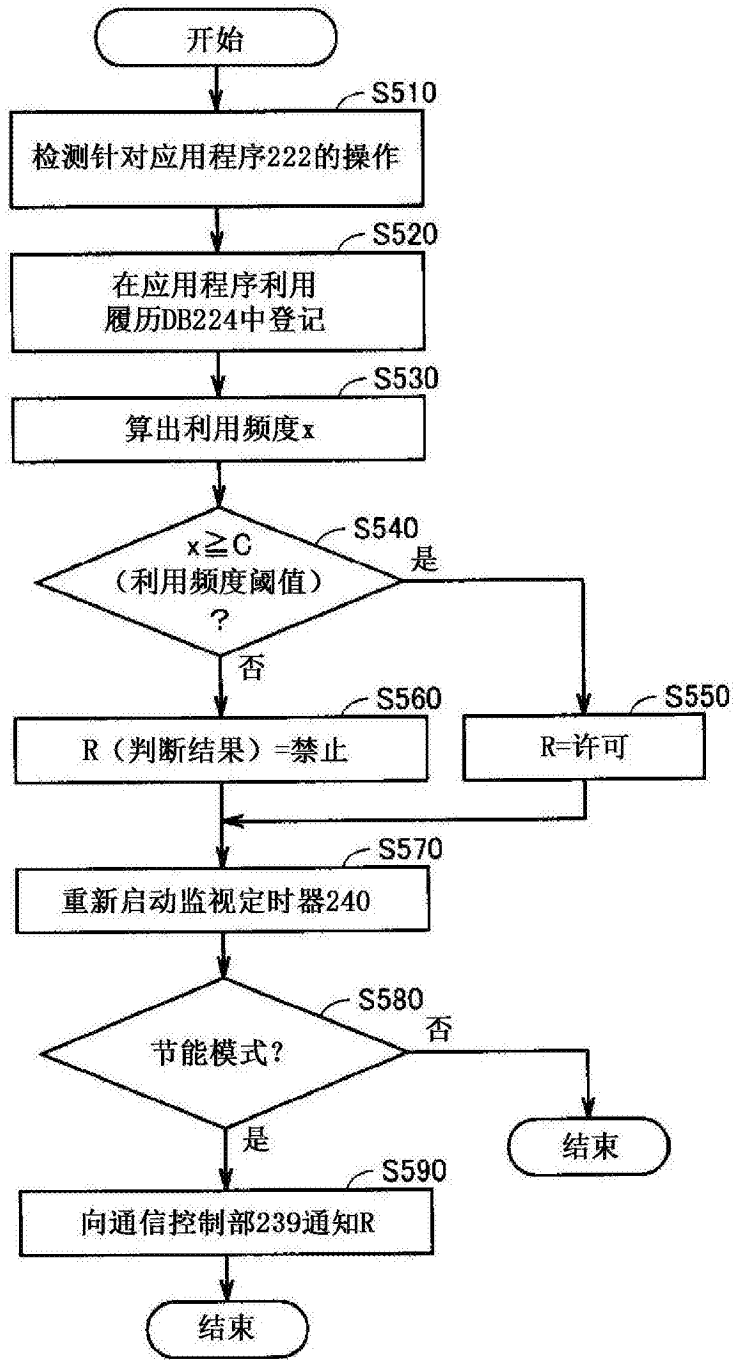 开始
S510
检测针对应用程序222的操作
S520
在应用程序利用
履历DB224中登记
S530
算出利用频度x
S540
x≧C
(利用频度阈值)
?
是
否
S560
R(判断结果)=禁止
S550
R=许可
S570
重新启动监视定时器240
S580
节能模式?
否
是
结束
S590
向通信控制部239通知R
结束